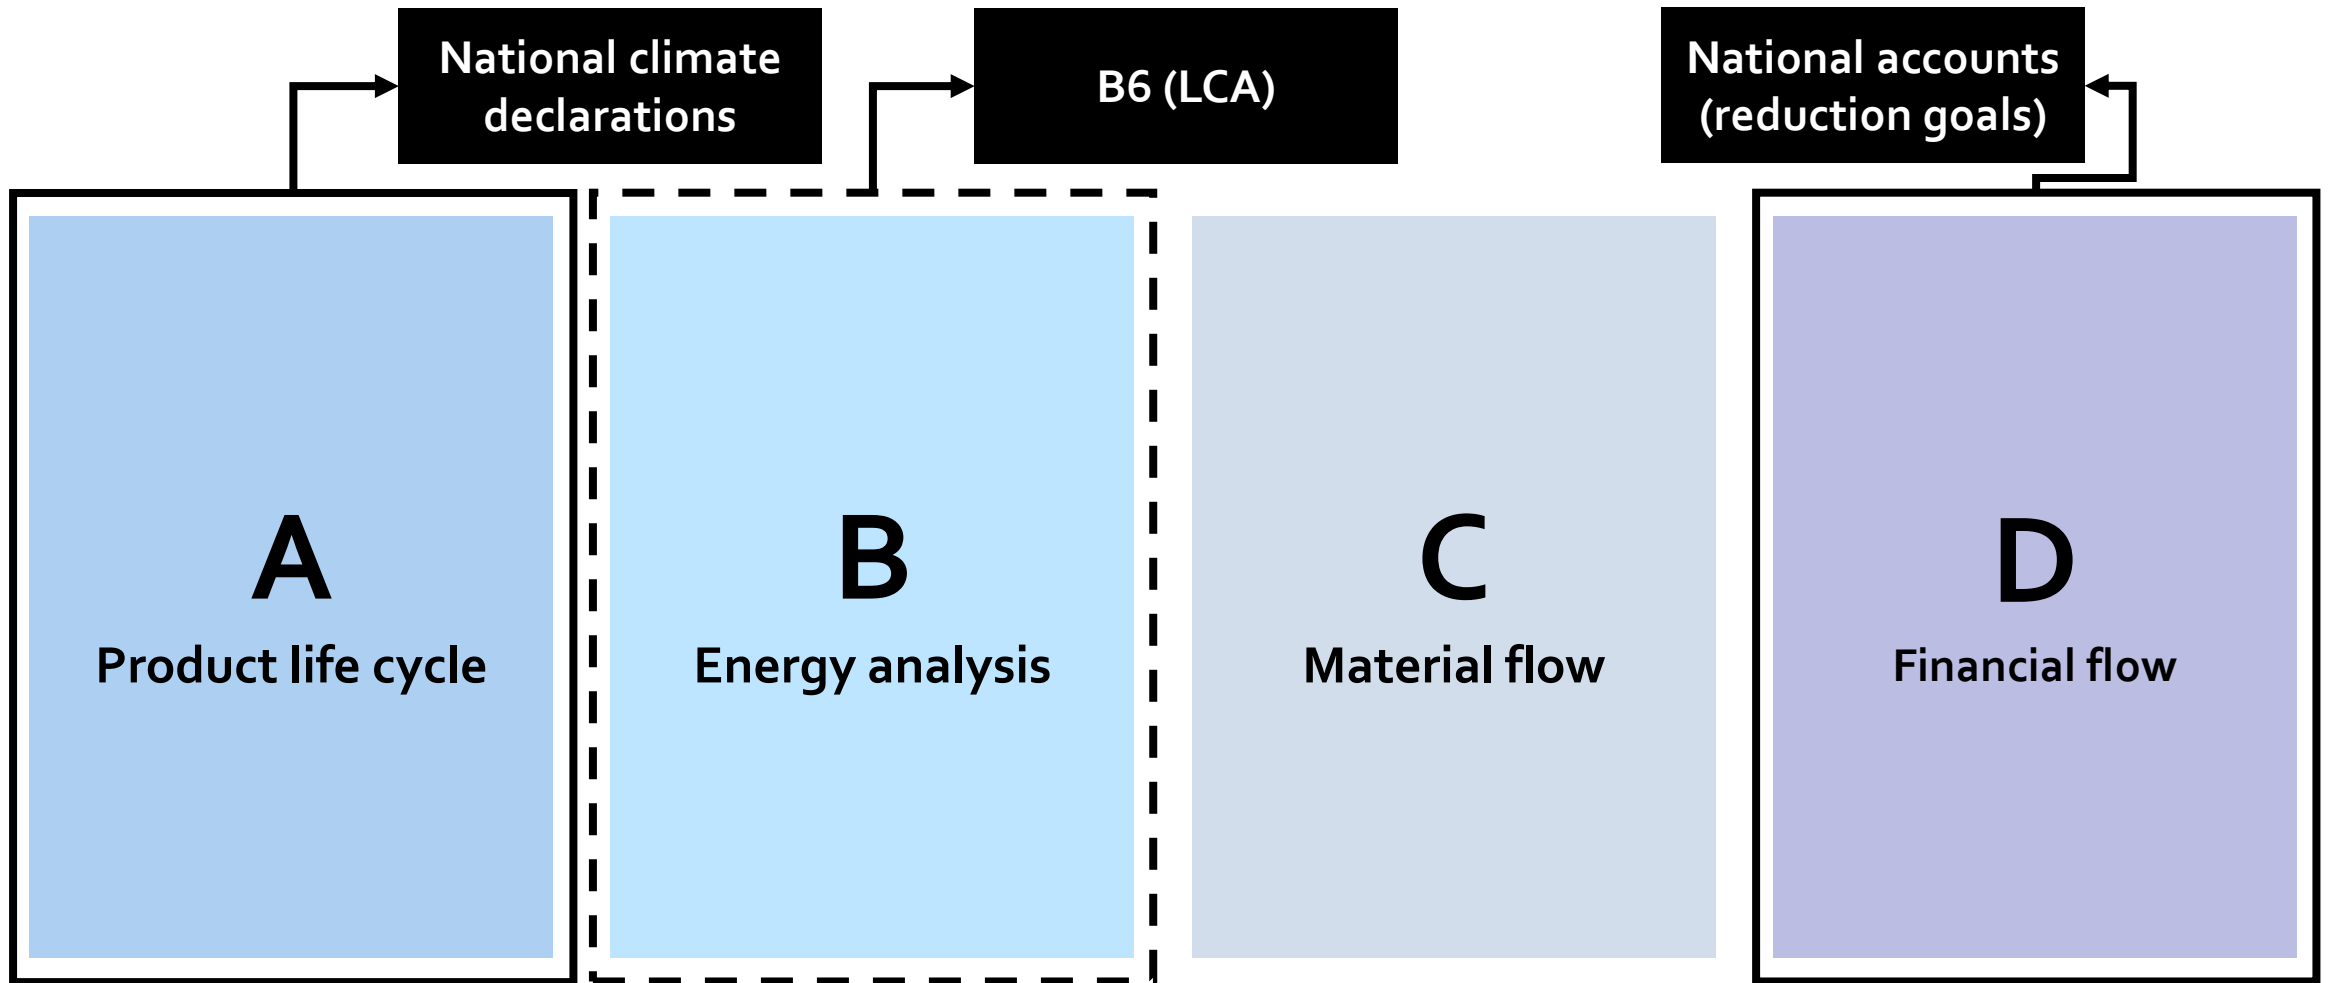 National climate
declarations
B6 (LCA)
National accounts
(reduction goals)
A
Product life cycle
B
Energy analysis
C
Material flow
D
Financial flow